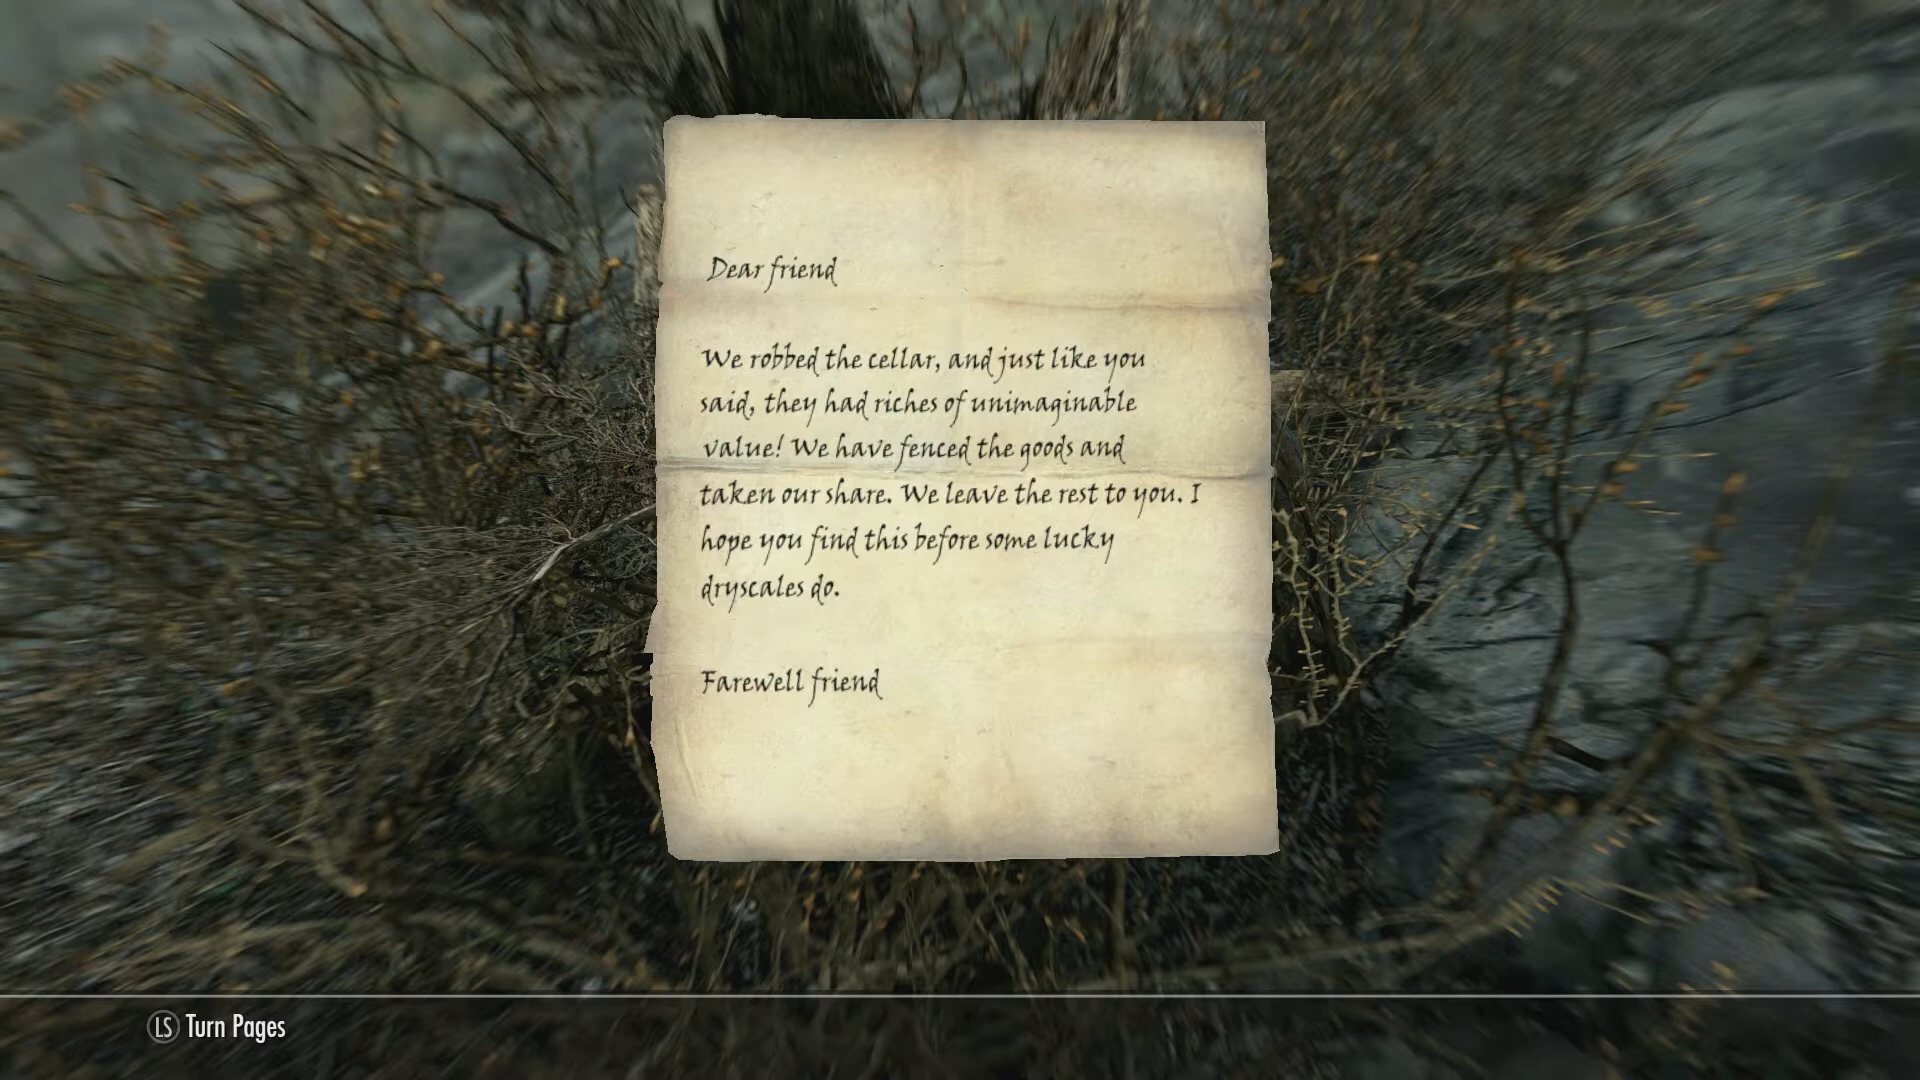 Dear friend
We robbed the cellar, and just like you
said, they had riches of unimaginable
value! We have fenced the goods and
taken our share. We leave the rest to you. I
hope you find this before some lucky
dryscales do.
Farewell friend
LS Turn Pages